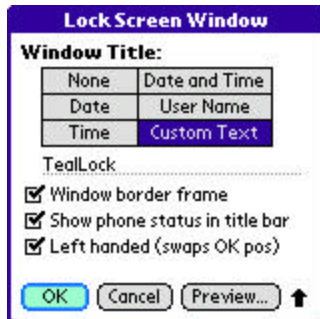 Lock Screen Window
Window Title:
None Date and Time
Date User Name
Time Custom Text
TealLock
Window border frame
Show phone status in title bar
Left handed (swaps OK pos)
OK Cancel Preview...